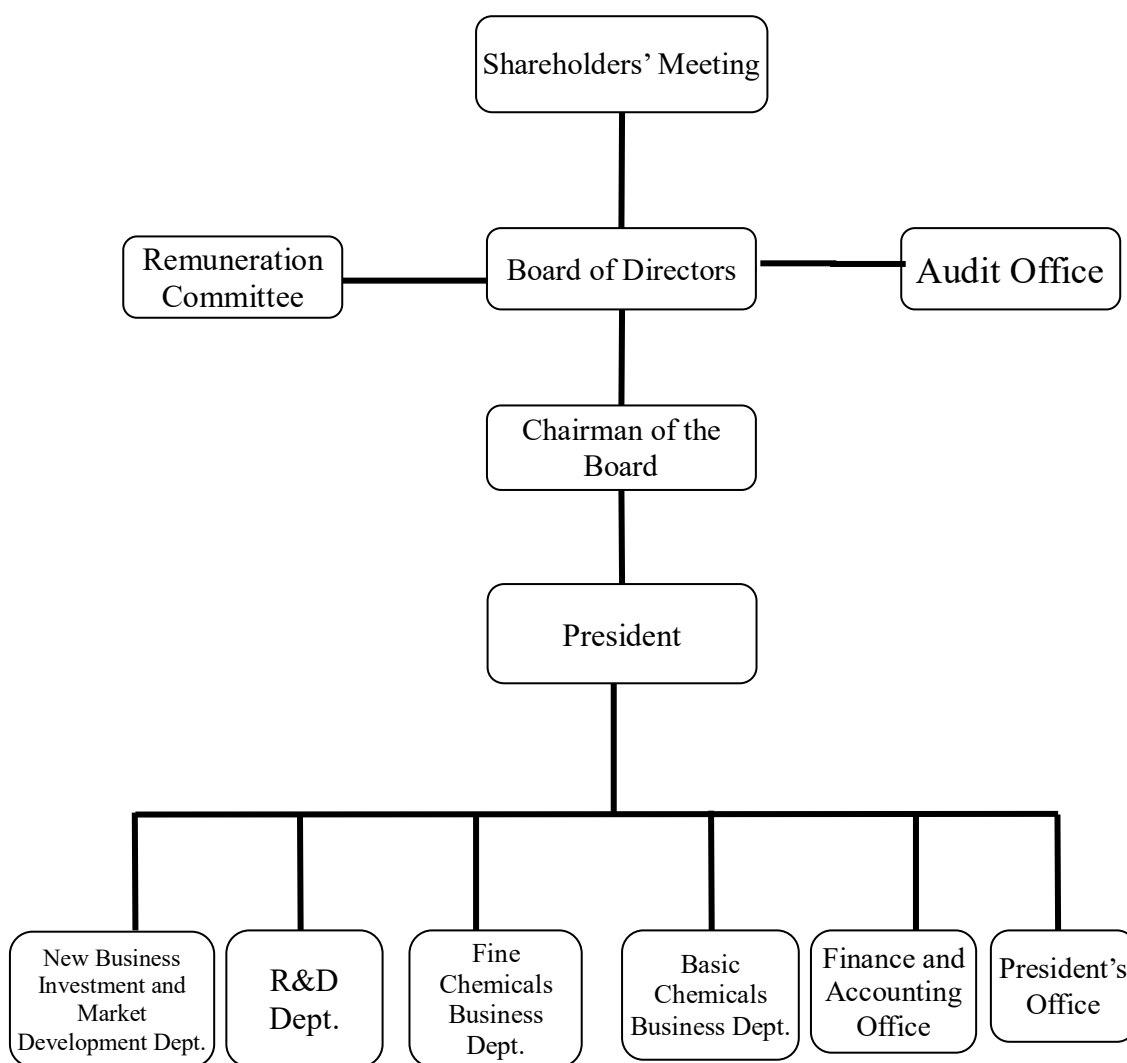 Shareholders’ Meeting
Remuneration
Committee
Board of Directors
Audit Office
Chairman of the
Board
President
New Business
Investment and
Market
Development Dept.
R&D
Dept.
Fine
Chemicals
Business
Dept.
Basic
Chemicals
Business Dept.
Finance and
Accounting
Office
President’s
Office